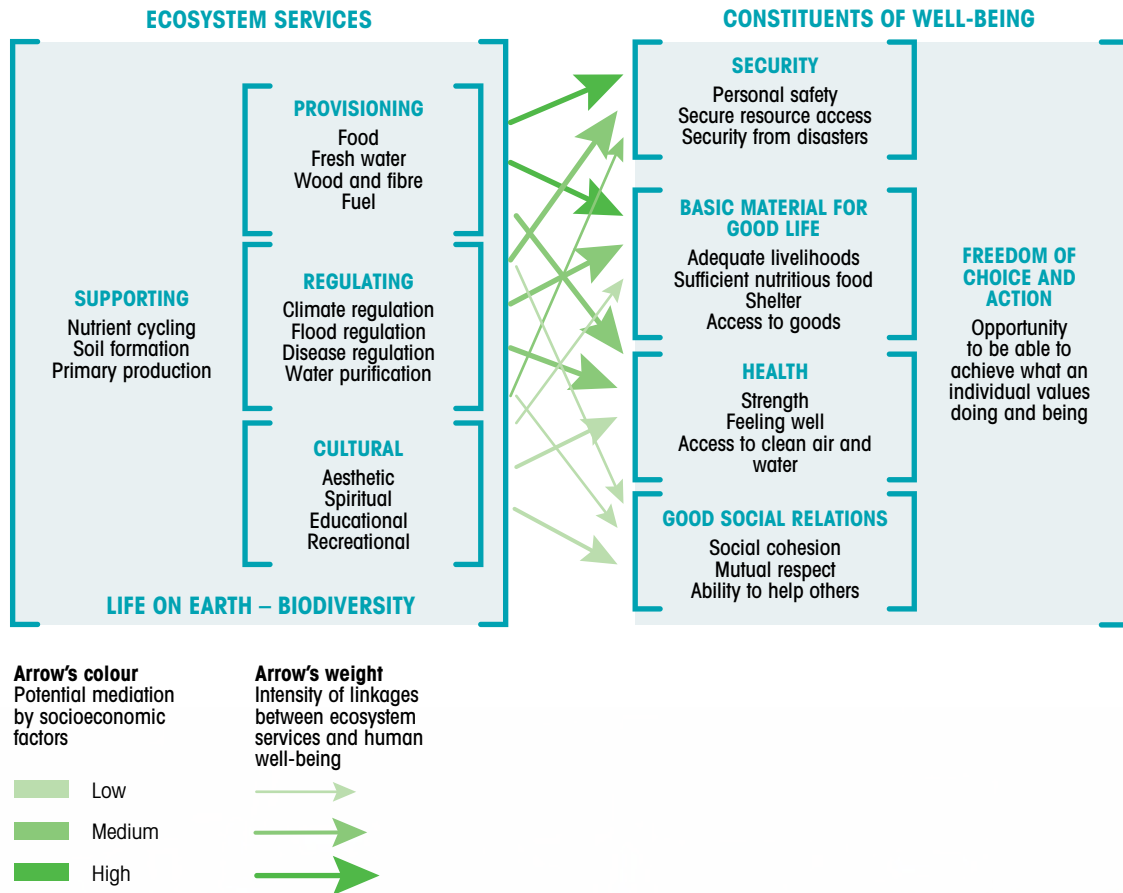 ECOSYSTEM SERVICES
SUPPORTING
Nutrient cycling
Soil formation
Primary production
PROVISIONING
Food
Fresh water
Wood and fibre
Fuel
REGULATING
Climate regulation
Flood regulation
Disease regulation
Water purification
CULTURAL
Aesthetic
Spiritual
Educational
Recreational
LIFE ON EARTH – BIODIVERSITY
CONSTITUENTS OF WELL-BEING
SECURITY
Personal safety
Secure resource access
Security from disasters
BASIC MATERIAL FOR
GOOD LIFE
Adequate livelihoods
Sufficient nutritious food
Shelter
Access to goods
HEALTH
Strength
Feeling well
Access to clean air and
water
GOOD SOCIAL RELATIONS
Social cohesion
Mutual respect
Ability to help others
FREEDOM OF
CHOICE AND
ACTION
Opportunity
to be able to
achieve what an
individual values
doing and being
Arrow's colour
Potential mediation
by socioeconomic
factors
Low
Medium
High
Arrow's weight
Intensity of linkages
between ecosystem
services and human
well-being